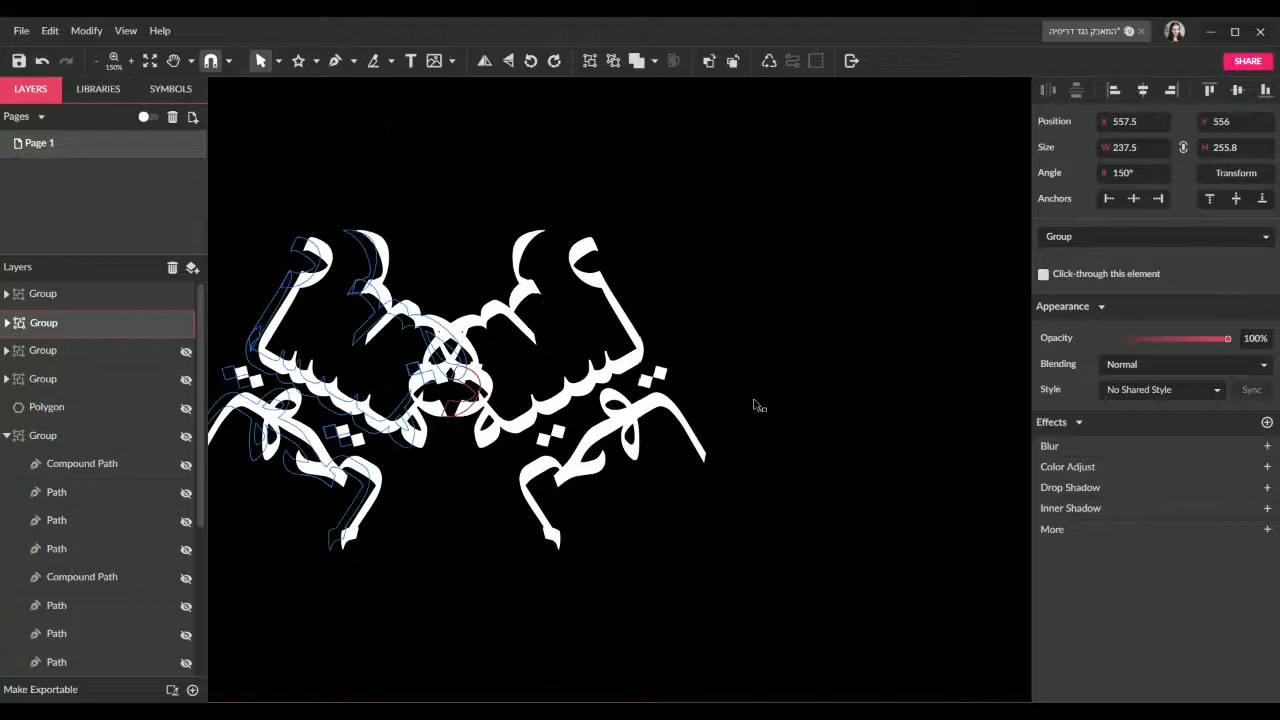 File Edit Modify View Help
*המאבק נגד דריסיה
150%
SHARE
LAYERS LIBRARIES SYMBOLS
Pages
Page 1
Layers
Group
Group
Group
Group
Polygon
Group
Compound Path
Path
Path
Path
Compound Path
Path
Path
Path
Make Exportable
Position X 557.5 Y 556
Size W 237.5 H 255.8
Angle R 150° Transform
Anchors
Group
Click-through this element
Appearance
Opacity 100%
Blending Normal
Style No Shared Style Sync
Effects
Blur
Color Adjust
Drop Shadow
Inner Shadow
More